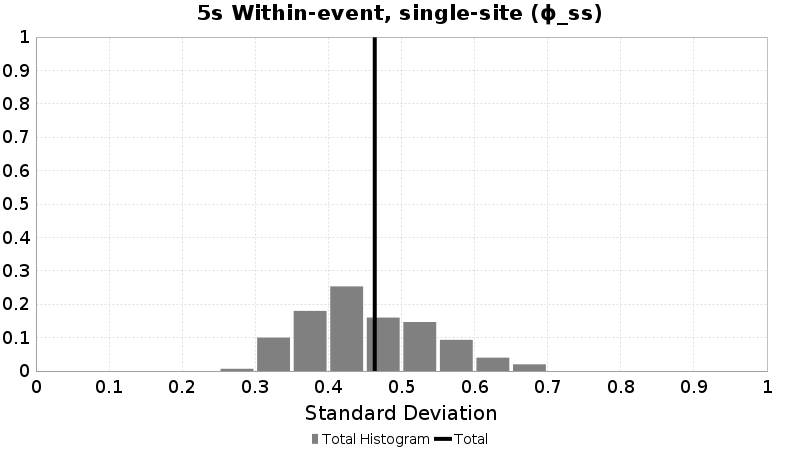 5s Within-event, single-site (ϕ_ss)
1
0.9
0.8
0.7
0.6
0.5
0.4
0.3
0.2
0.1
0
0 0.1 0.2 0.3 0.4 0.5 0.6 0.7 0.8 0.9 1
Standard Deviation
Total Histogram Total